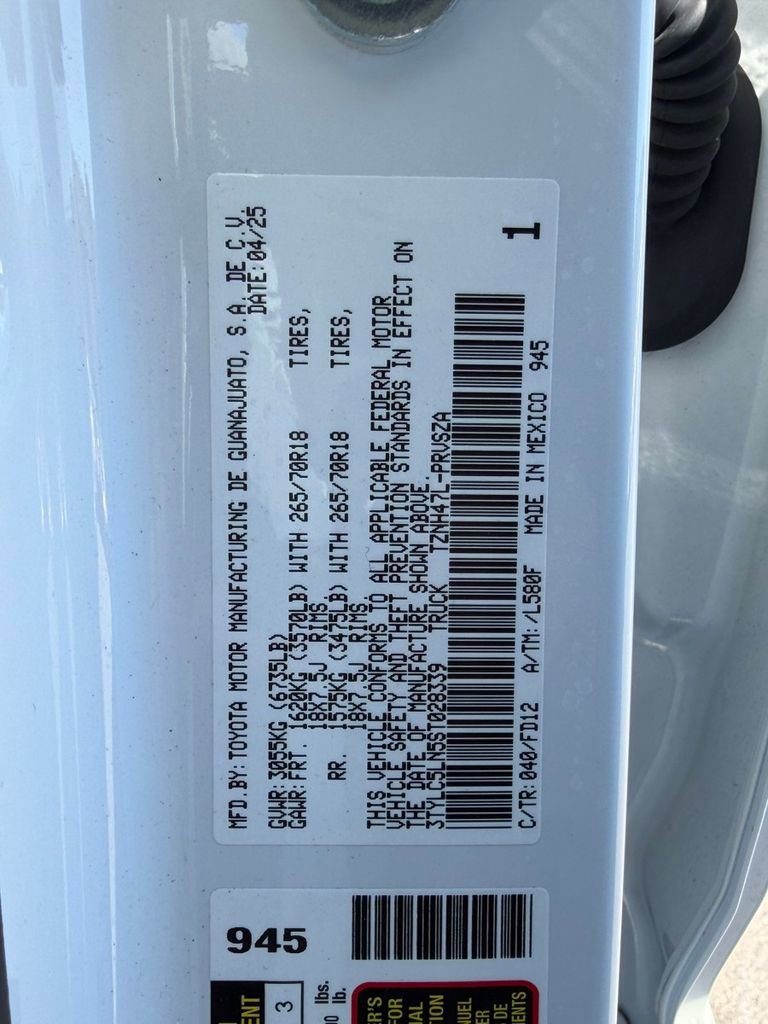 MFD.BY: TOYOTA MOTOR MANUFACTURING DE GUANAJUATO, S.A. DE C.V.
DATE: 04/25
GVWR: 3055KG (6735LB)
GAWR: FRT. 1620KG (3570LB) WITH 265/70R18 TIRES,
18X7.5J RIMS
RR. 1575KG (3475LB) WITH 265/70R18 TIRES,
18X7.5J RIMS
THIS VEHICLE CONFORMS TO ALL APPLICABLE FEDERAL MOTOR
VEHICLE SAFETY AND THEFT PREVENTION STANDARDS IN EFFECT ON
THE DATE OF MANUFACTURE SHOWN ABOVE.
3TYLC5LN5ST028339 TRUCK TZNH47L-PRVSZA
1
C/TR: 040/FD12 A/TM: /L580F MADE IN MEXICO 945
945
3
lbs.
lb.
FOR